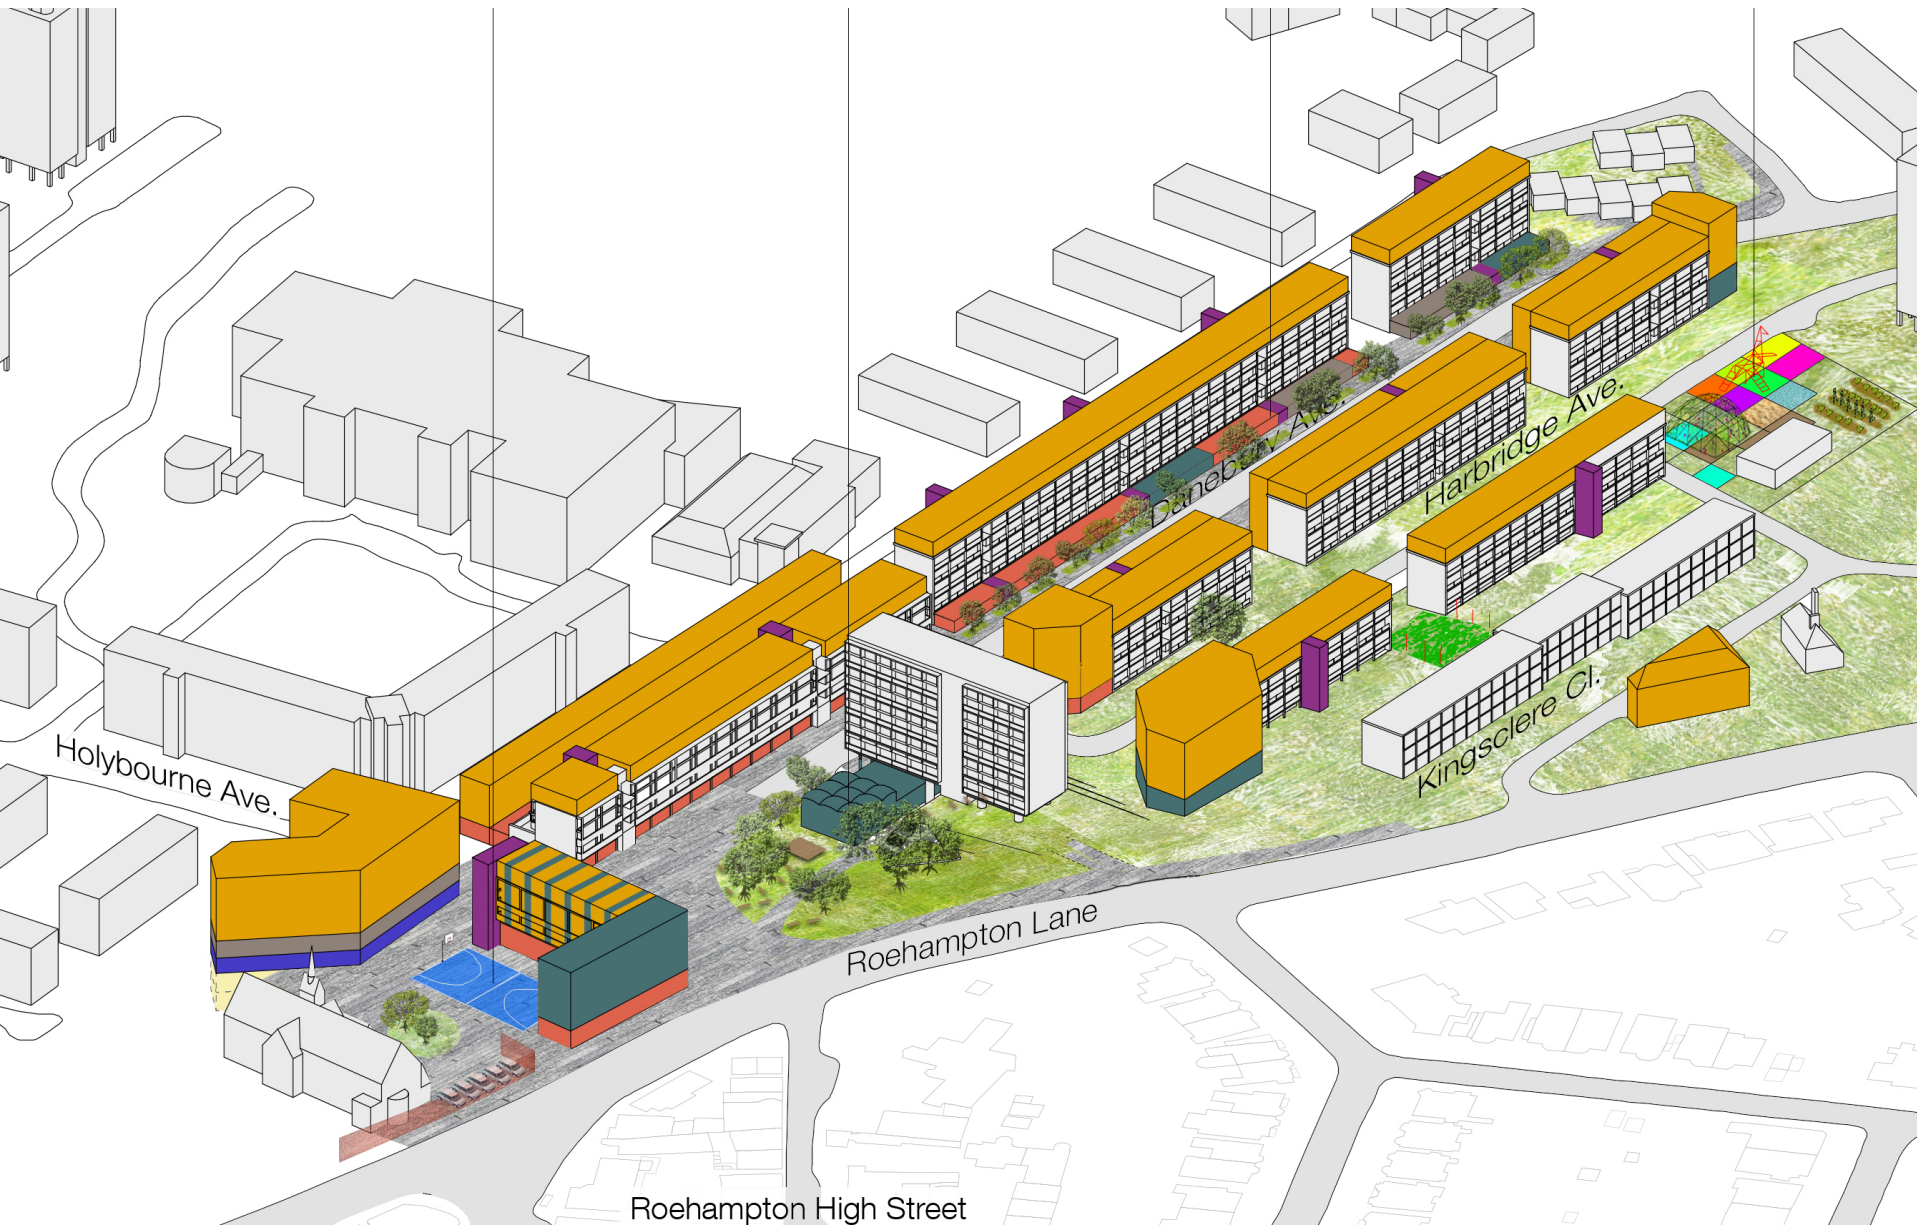 Danebury Ave.
Harbridge Ave.
Kingsclere Cl.
Holybourne Ave.
Roehampton Lane
Roehampton High Street